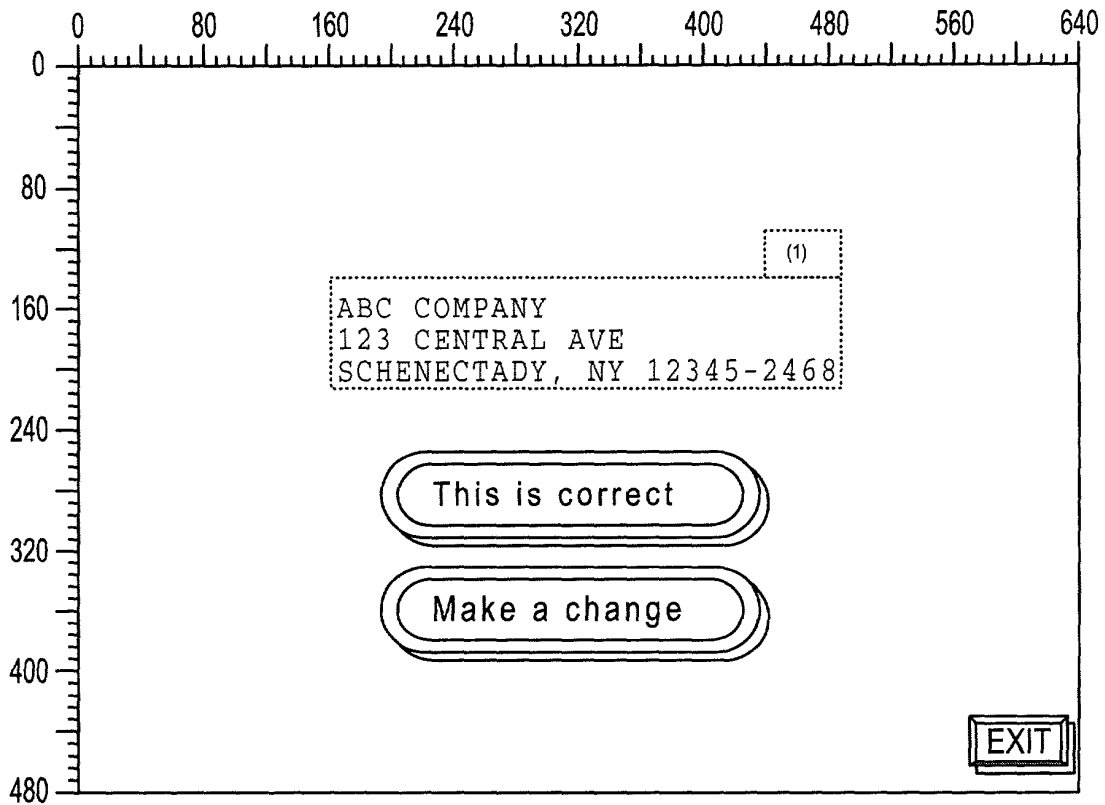 0 80 160 240 320 400 480 560 640
0
80
(1)
160
ABC COMPANY
123 CENTRAL AVE
SCHENECTADY, NY 12345-2468
240
This is correct
320
Make a change
400
EXIT
480